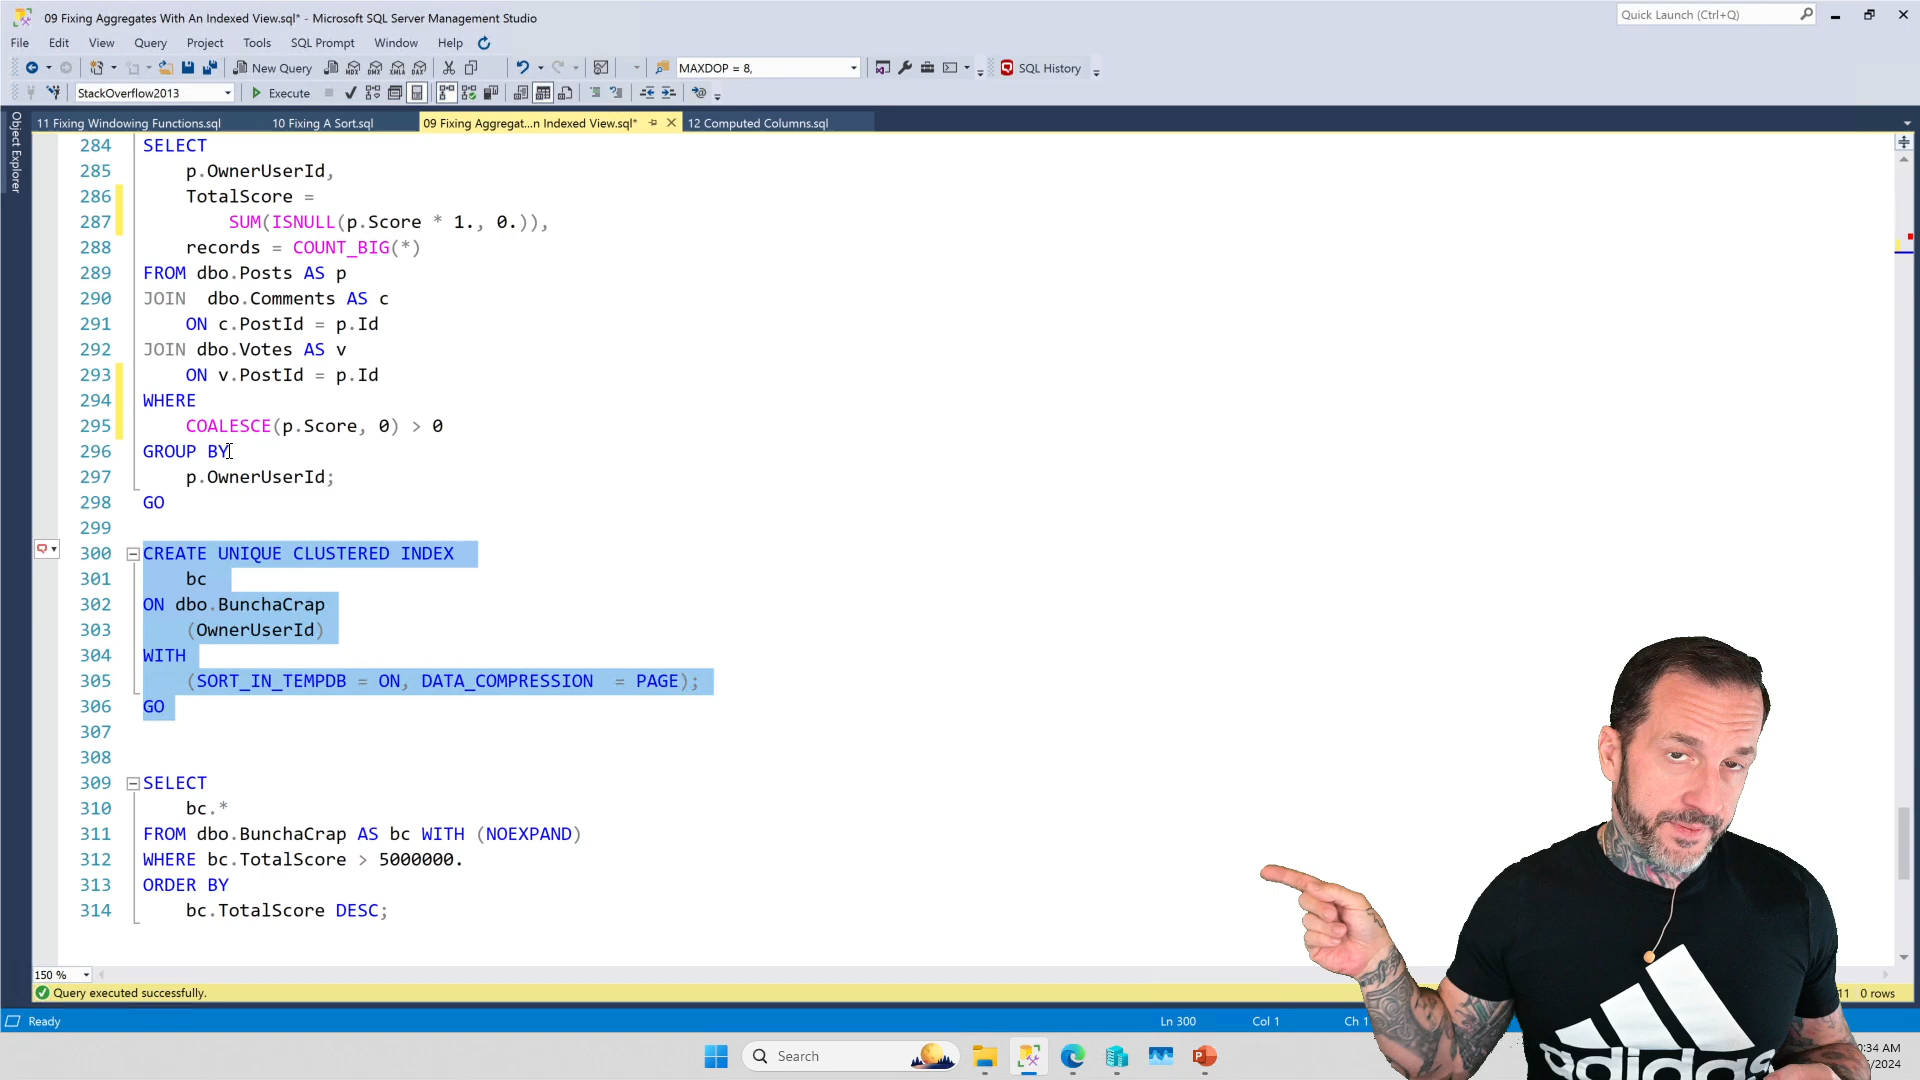 09 Fixing Aggregates With An Indexed View.sql* - Microsoft SQL Server Management Studio
Quick Launch (Ctrl+Q)
File Edit View Query Project Tools SQL Prompt Window Help
New Query MDX DMX XMLA DAX MAXDOP = 8, SQL History
StackOverflow2013 Execute
Object Explorer
11 Fixing Windowing Functions.sql 10 Fixing A Sort.sql 09 Fixing Aggregat...n Indexed View.sql* 12 Computed Columns.sql
284 SELECT
285 p.OwnerUserId,
286 TotalScore =
287 SUM(ISNULL(p.Score * 1., 0.)),
288 records = COUNT_BIG(*)
289 FROM dbo.Posts AS p
290 JOIN  dbo.Comments AS c
291 ON c.PostId = p.Id
292 JOIN dbo.Votes AS v
293 ON v.PostId = p.Id
294 WHERE
295 COALESCE(p.Score, 0) > 0
296 GROUP BY
297 p.OwnerUserId;
298 GO
299
300 CREATE UNIQUE CLUSTERED INDEX
301 bc
302 ON dbo.BunchaCrap
303 (OwnerUserId)
304 WITH
305 (SORT_IN_TEMPDB = ON, DATA_COMPRESSION  = PAGE);
306 GO
307
308
309 SELECT
310 bc.*
311 FROM dbo.BunchaCrap AS bc WITH (NOEXPAND)
312 WHERE bc.TotalScore > 5000000.
313 ORDER BY
314 bc.TotalScore DESC;
150 %
Query executed successfully. 0 rows
Ready Ln 300 Col 1 Ch 1
Search
adidas